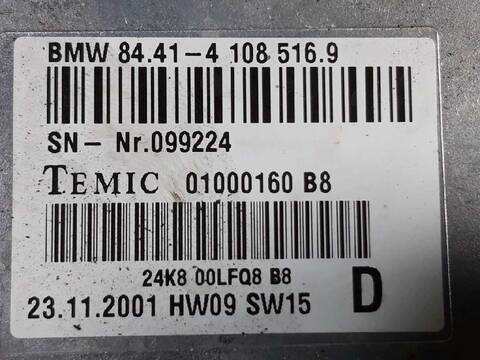 BMW 84.41-4 108 516.9
SN- Nr.099224
TEMIC 01000160 B8
24K8 00LFQ8 B8
23.11.2001 HW09 SW15 D